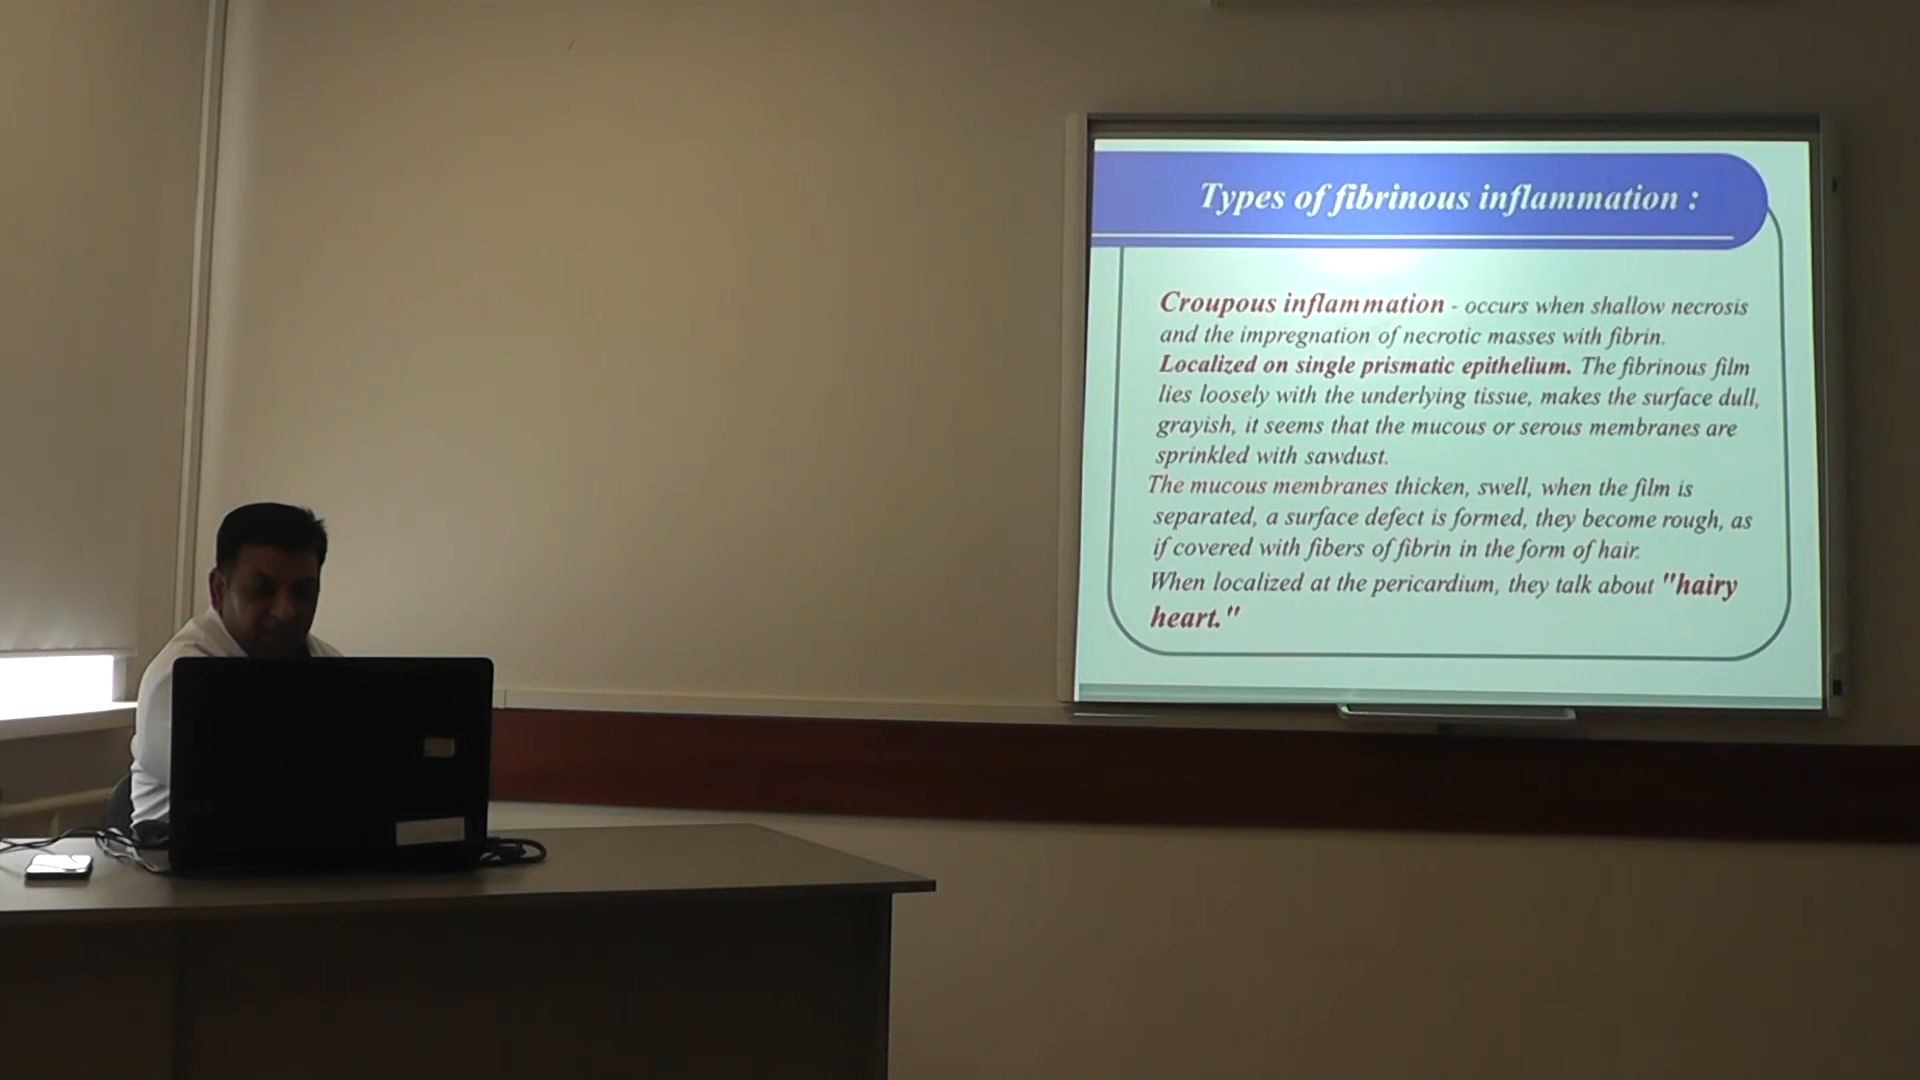 Types of fibrinous inflammation :
Croupous inflammation - occurs when shallow necrosis
and the impregnation of necrotic masses with fibrin.
Localized on single prismatic epithelium. The fibrinous film
lies loosely with the underlying tissue, makes the surface dull,
grayish, it seems that the mucous or serous membranes are
sprinkled with sawdust.
The mucous membranes thicken, swell, when the film is
separated, a surface defect is formed, they become rough, as
if covered with fibers of fibrin in the form of hair.
When localized at the pericardium, they talk about "hairy
heart."